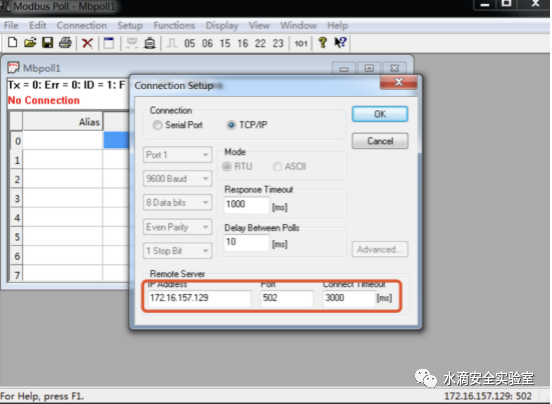 Modbus Poll - Mbpoll1
File Edit Connection Setup Functions Display View Window Help
05 06 15 16 22 23 101
Mbpoll1
Tx = 0: Err = 0: ID = 1: F
No Connection
Alias
0
1
2
3
4
5
6
7
Connection Setup
Connection
Serial Port TCP/IP
OK
Cancel
Port 1
9600 Baud
8 Data bits
Even Parity
1 Stop Bit
Mode
RTU ASCII
Response Timeout
1000 [ms]
Delay Between Polls
10 [ms]
Advanced...
Remote Server
IP Address Port Connect Timeout
172.16.157.129 502 3000 [ms]
水滴安全实验室
For Help, press F1. 172.16.157.129: 502